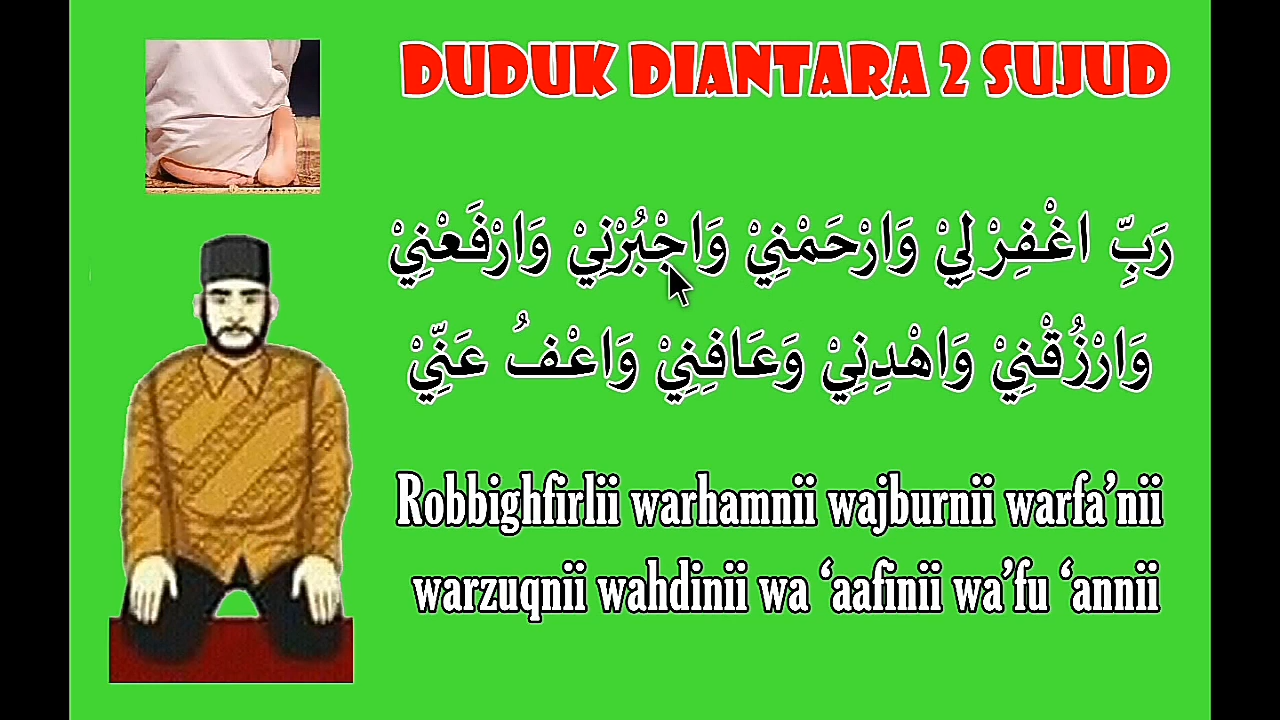 DUDUK DIANTARA 2 SUJUD
رَبِّ اغْفِرْ لِيْ وَارْحَمْنِيْ وَاجْبُرْنِيْ وَارْفَعْنِيْ
وَارْزُقْنِيْ وَاهْدِنِيْ وَعَافِنِيْ وَاعْفُ عَنِّيْ
Robbighfirlii warhamnii wajburnii warfa’nii
warzuqnii wahdinii wa ‘aafinii wa’fu ‘annii